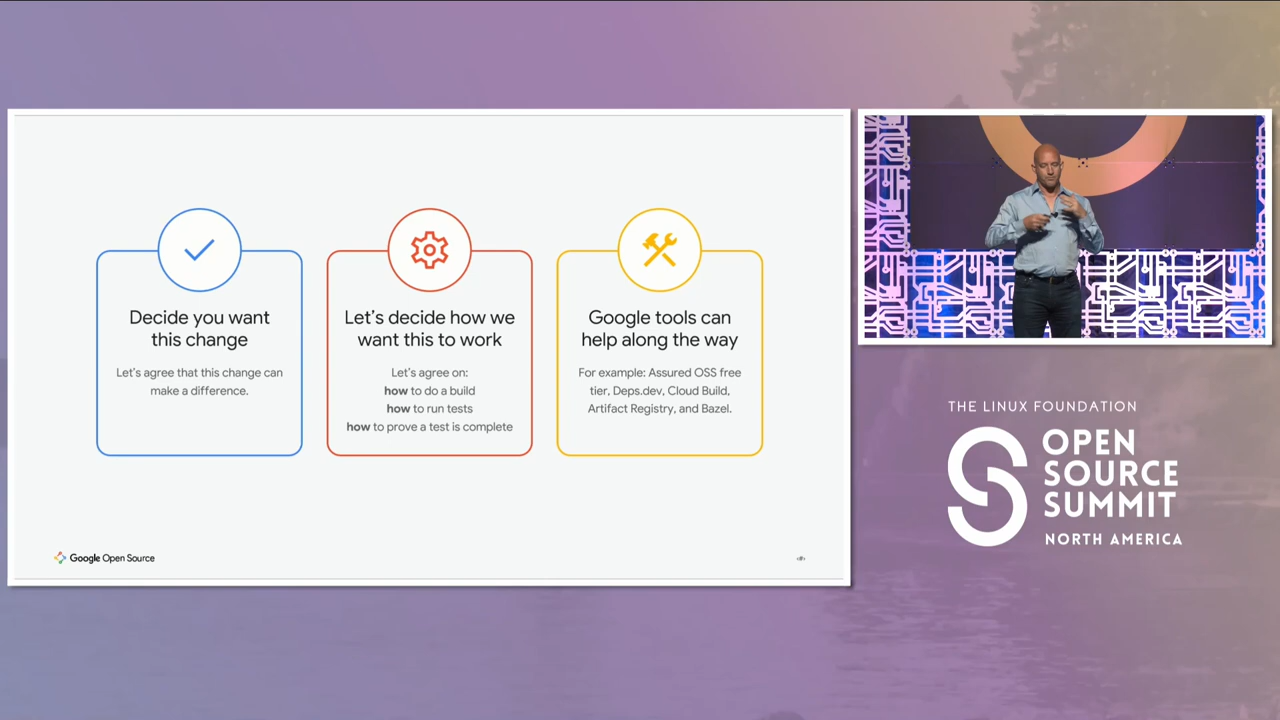 Decide you want
this change
Let's agree that this change can
make a difference.
Let's decide how we
want this to work
Let's agree on:
how to do a build
how to run tests
how to prove a test is complete
Google tools can
help along the way
For example: Assured OSS free
tier, Deps.dev, Cloud Build,
Artifact Registry, and Bazel.
Google Open Source
THE LINUX FOUNDATION
OPEN
SOURCE
SUMMIT
NORTH AMERICA